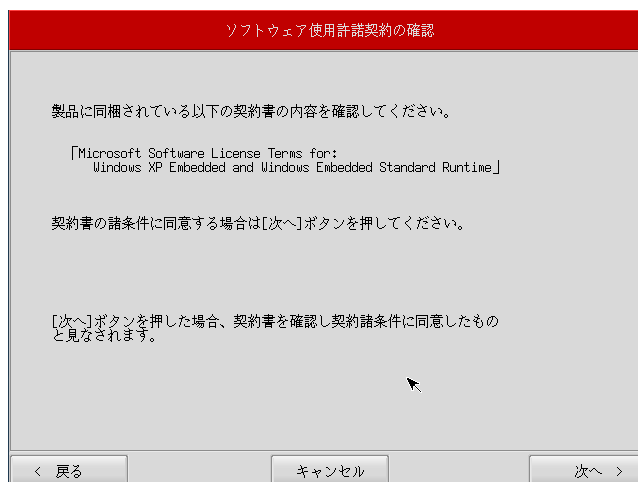 ソフトウェア使用許諾契約の確認
製品に同梱されている以下の契約書の内容を確認してください。
「Microsoft Software License Terms for:
Windows XP Embedded and Windows Embedded Standard Runtime」
契約書の諸条件に同意する場合は[次へ]ボタンを押してください。
[次へ]ボタンを押した場合、契約書を確認し契約諸条件に同意したもの
と見なされます。
< 戻る
キャンセル
次へ >